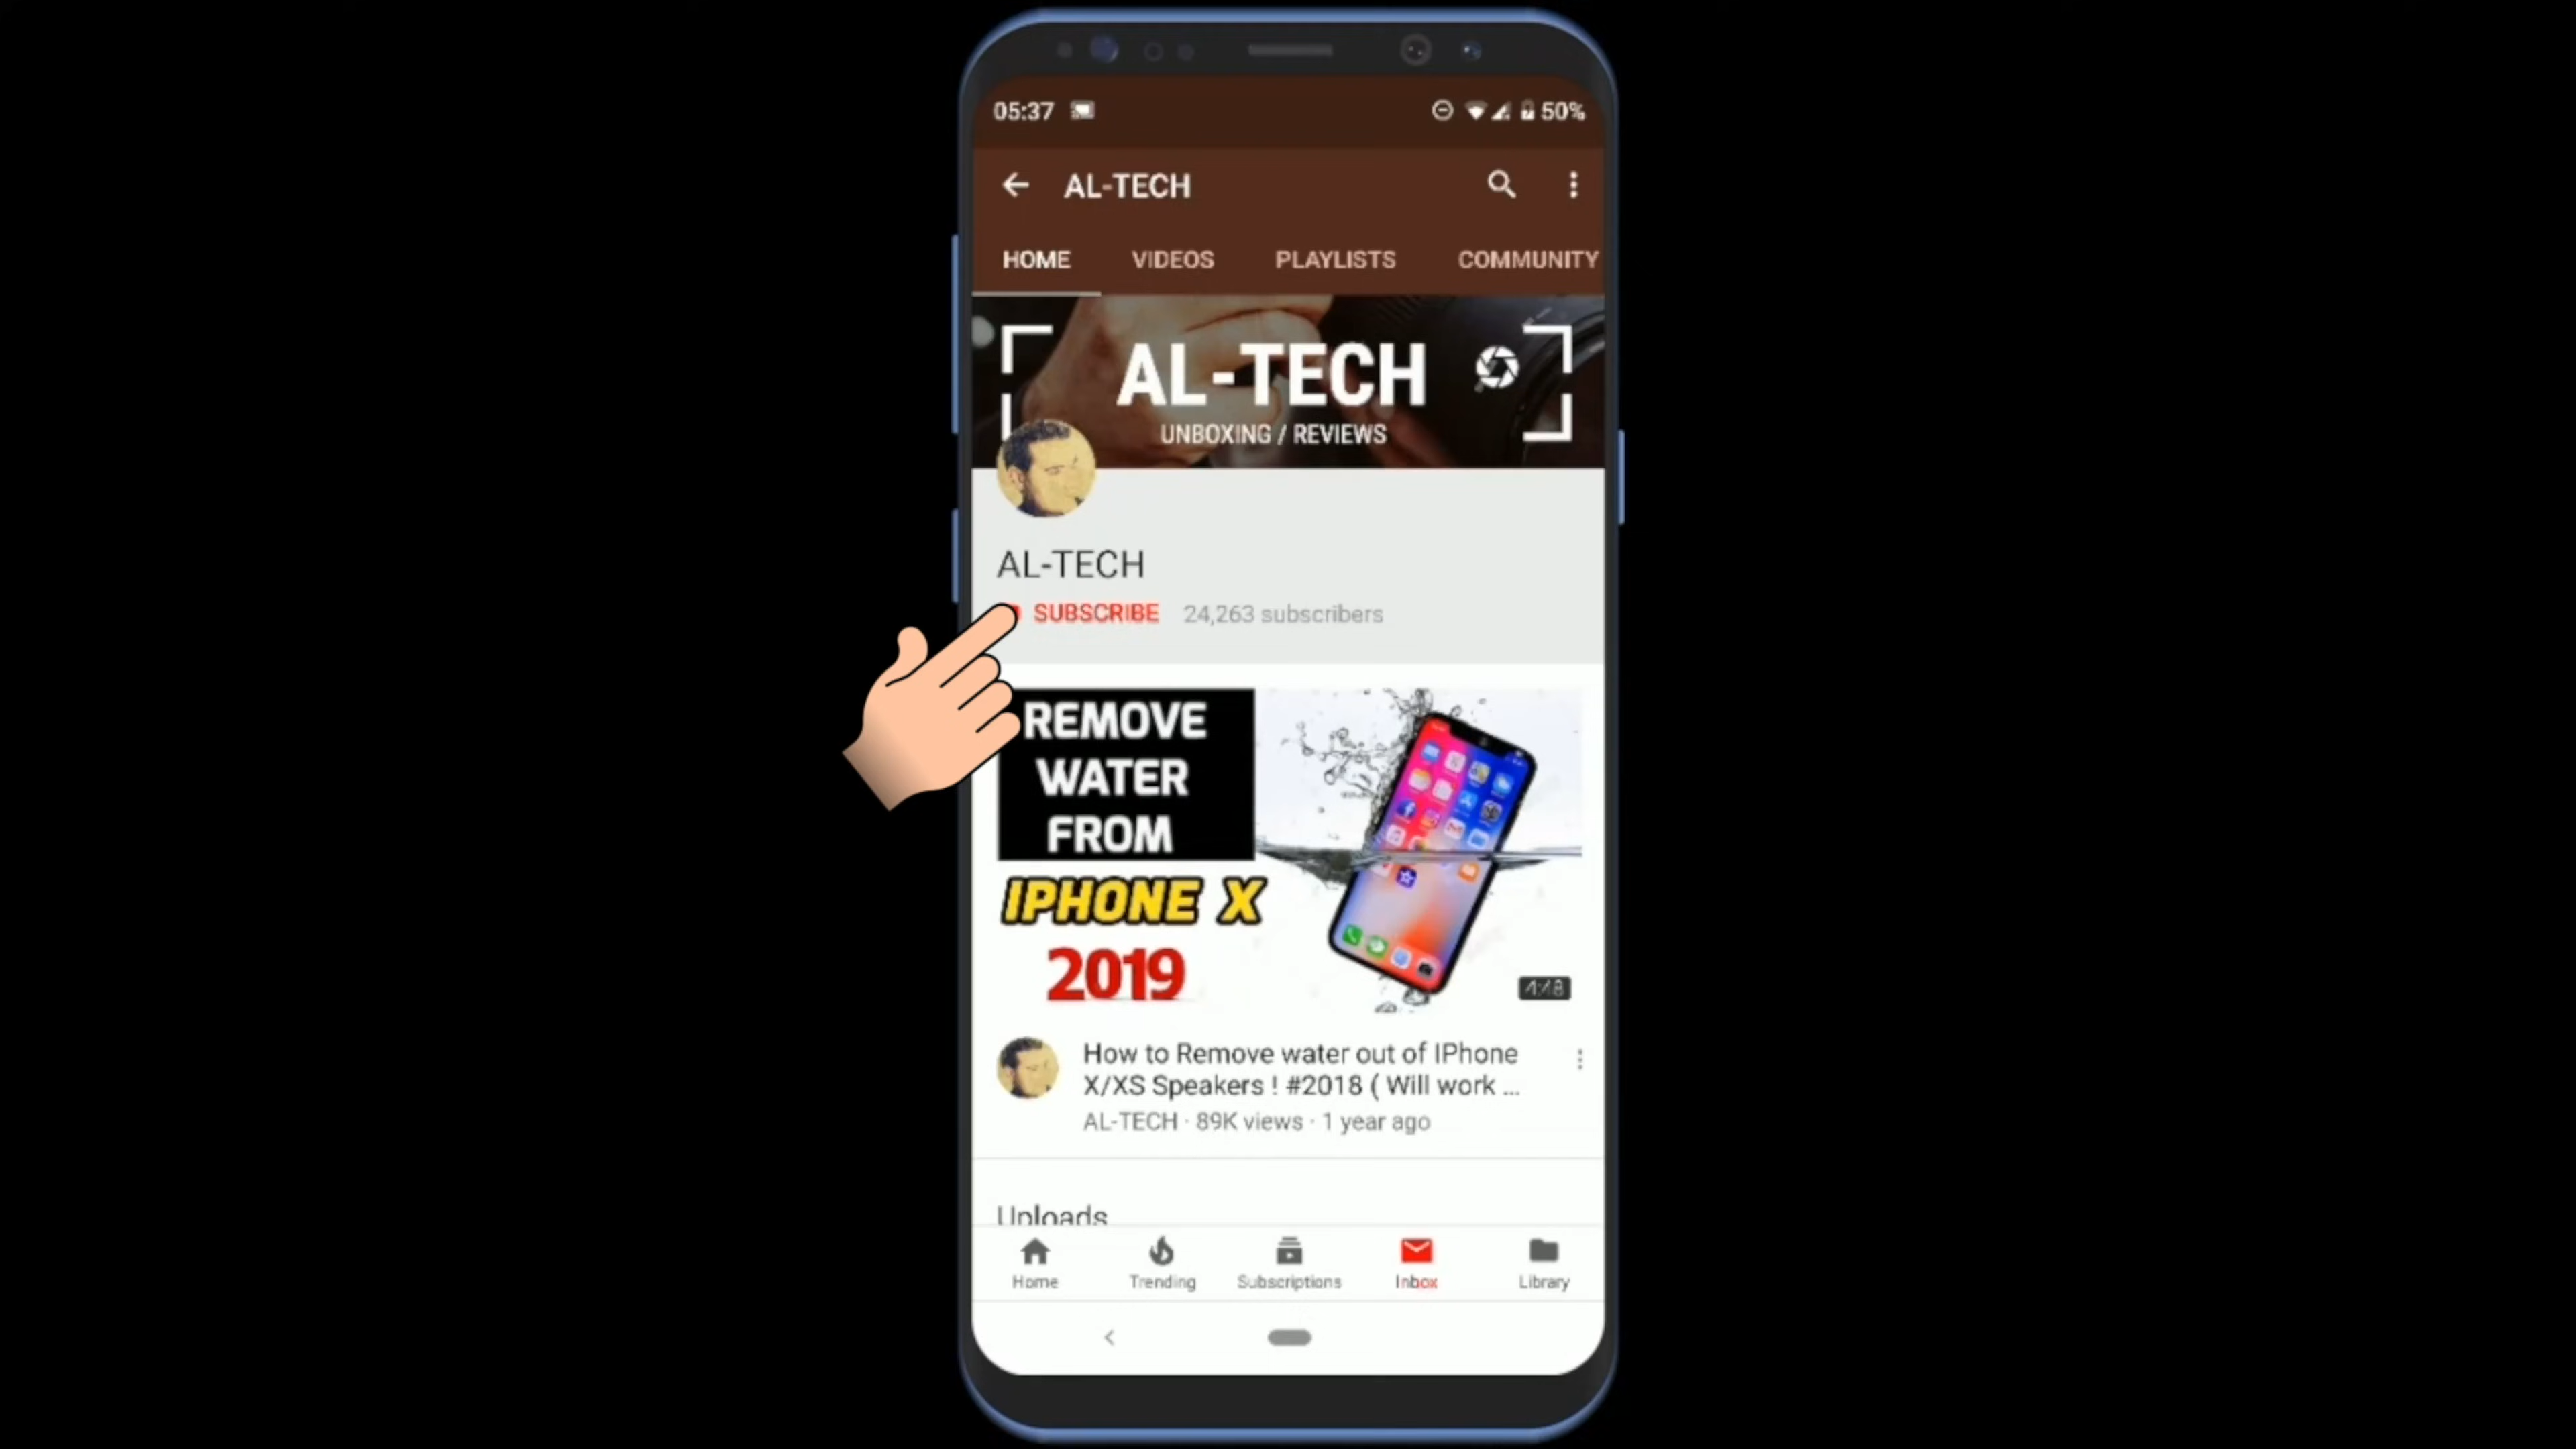 05:37
50%
AL-TECH
HOME VIDEOS PLAYLISTS COMMUNITY
AL-TECH
UNBOXING / REVIEWS
AL-TECH
SUBSCRIBE 24,263 subscribers
REMOVE
WATER
FROM
IPHONE X
2019
4:48
How to Remove water out of IPhone
X/XS Speakers ! #2018 ( Will work ...
AL-TECH · 89K views · 1 year ago
Uploads
Home Trending Subscriptions Inbox Library